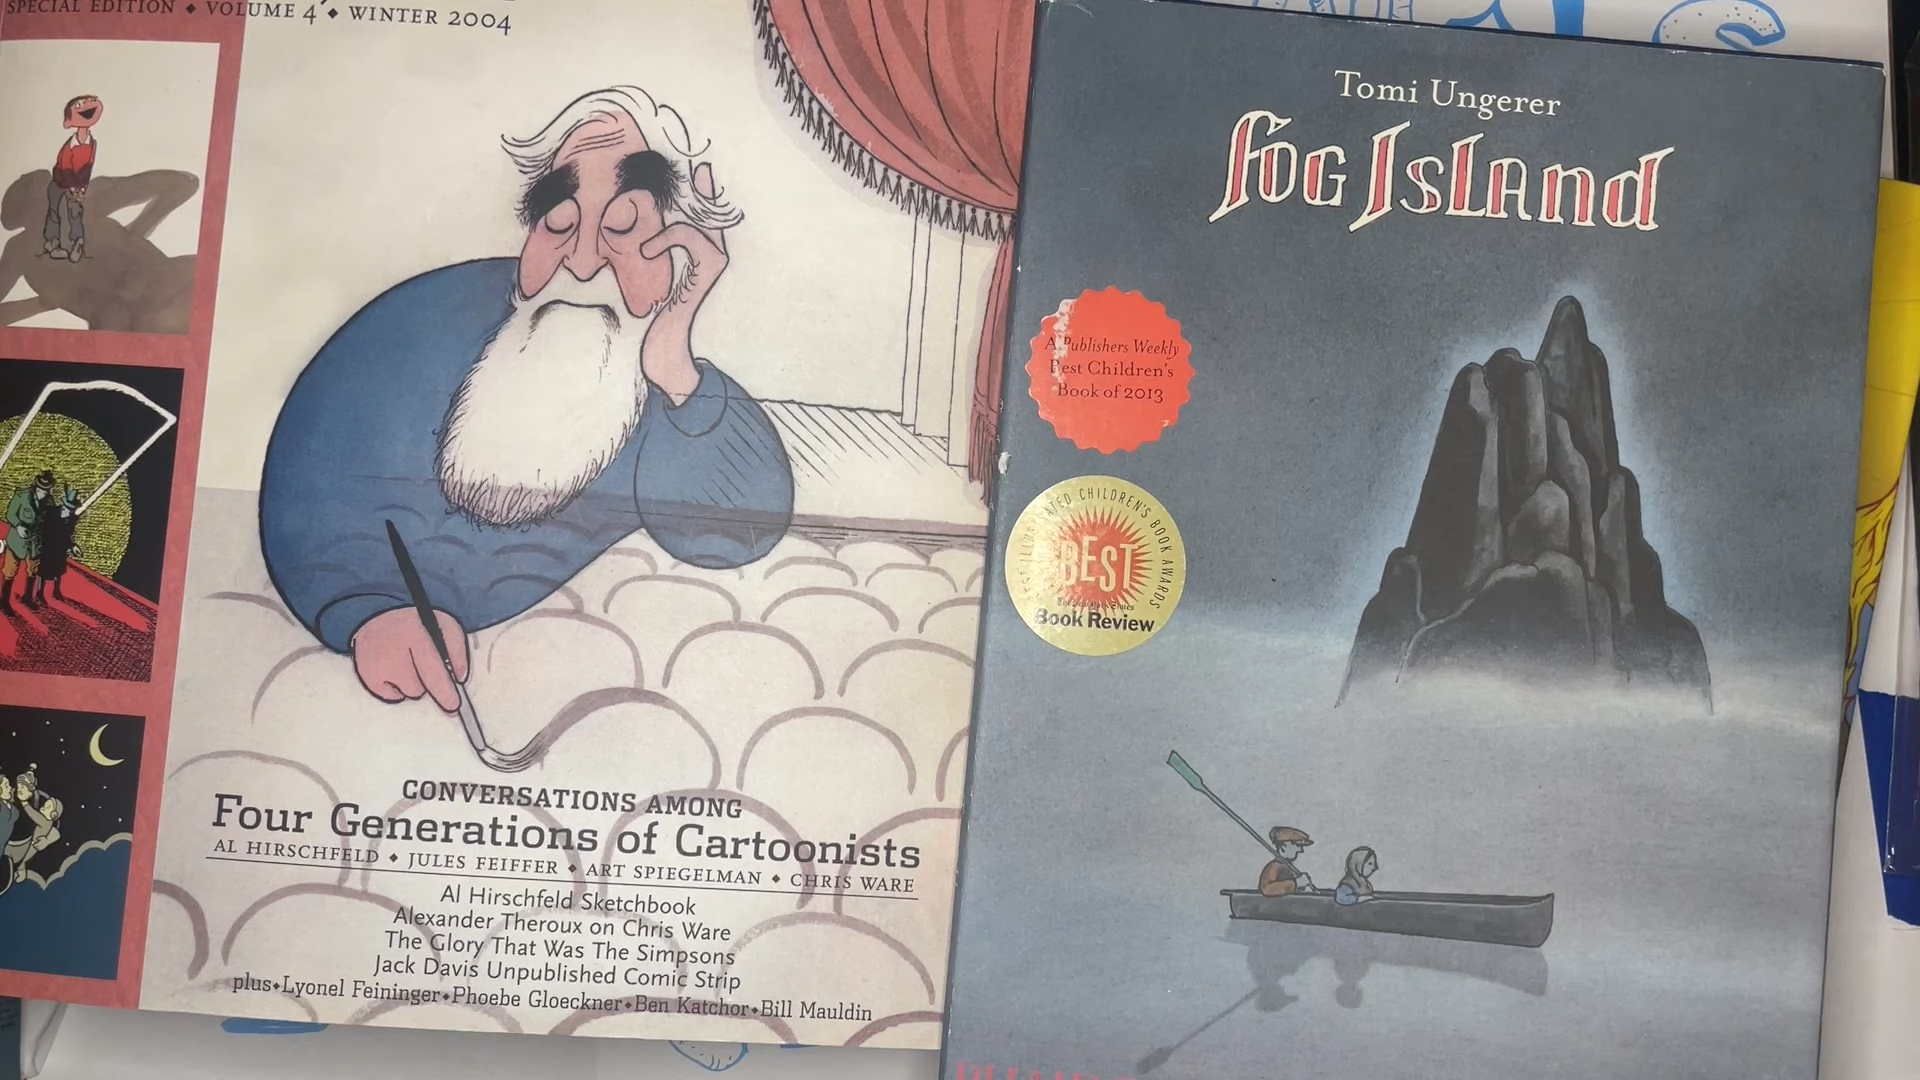 SPECIAL EDITION ◆ VOLUME 4 ◆ WINTER 2004
CONVERSATIONS AMONG
Four Generations of Cartoonists
AL HIRSCHFELD ◆ JULES FEIFFER ◆ ART SPIEGELMAN ◆ CHRIS WARE
Al Hirschfeld Sketchbook
Alexander Theroux on Chris Ware
The Glory That Was The Simpsons
Jack Davis Unpublished Comic Strip
plus◆Lyonel Feininger◆Phoebe Gloeckner◆Ben Katchor◆Bill Mauldin
Tomi Ungerer
Fog Island
A Publishers Weekly
Best Children's
Book of 2013
CHILDREN'S BOOK AWARDS
BEST
Book Review